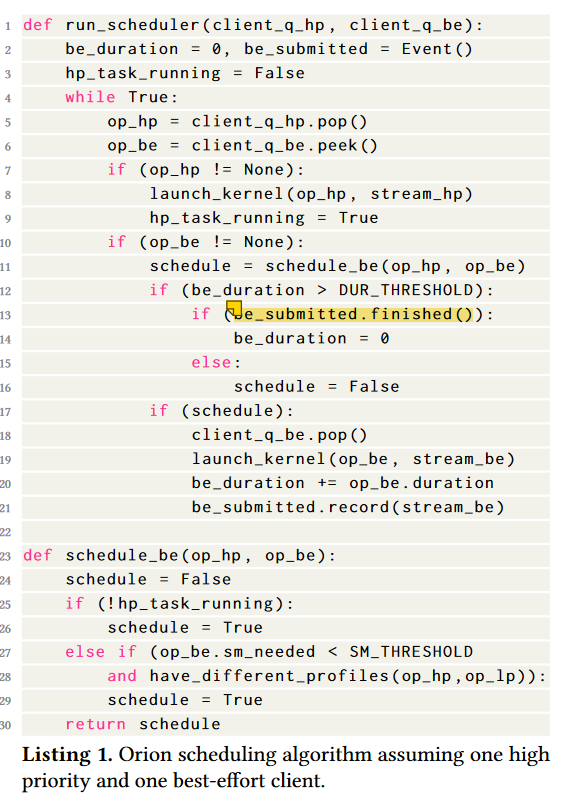 1 def run_scheduler(client_q_hp, client_q_be):
2     be_duration = 0, be_submitted = Event()
3     hp_task_running = False
4     while True:
5         op_hp = client_q_hp.pop()
6         op_be = client_q_be.peek()
7         if (op_hp != None):
8             launch_kernel(op_hp, stream_hp)
9             hp_task_running = True
10         if (op_be != None):
11             schedule = schedule_be(op_hp, op_be)
12             if (be_duration > DUR_THRESHOLD):
13                 if (be_submitted.finished()):
14                     be_duration = 0
15                 else:
16                     schedule = False
17             if (schedule):
18                 client_q_be.pop()
19                 launch_kernel(op_be, stream_be)
20                 be_duration += op_be.duration
21                 be_submitted.record(stream_be)
22
23 def schedule_be(op_hp, op_be):
24     schedule = False
25     if (!hp_task_running):
26         schedule = True
27     else if (op_be.sm_needed < SM_THRESHOLD
28         and have_different_profiles(op_hp,op_lp)):
29         schedule = True
30     return schedule
Listing 1. Orion scheduling algorithm assuming one high
priority and one best-effort client.